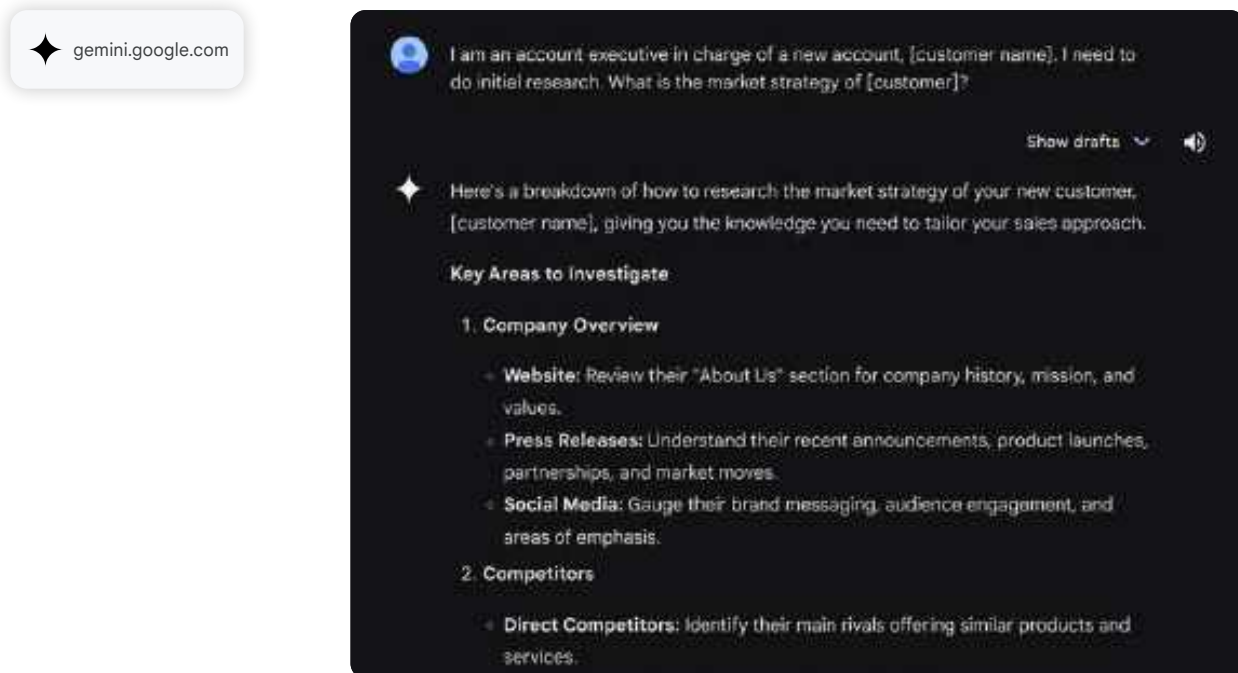 gemini.google.com
I am an account executive in charge of a new account, [customer name]. I need to
do initial research. What is the market strategy of [customer]?
Show drafts
Here's a breakdown of how to research the market strategy of your new customer,
[customer name], giving you the knowledge you need to tailor your sales approach.
Key Areas to Investigate
1. Company Overview
Website: Review their "About Us" section for company history, mission, and
values.
Press Releases: Understand their recent announcements, product launches,
partnerships, and market moves.
Social Media: Gauge their brand messaging, audience engagement, and
areas of emphasis.
2. Competitors
Direct Competitors: Identify their main rivals offering similar products and
services.